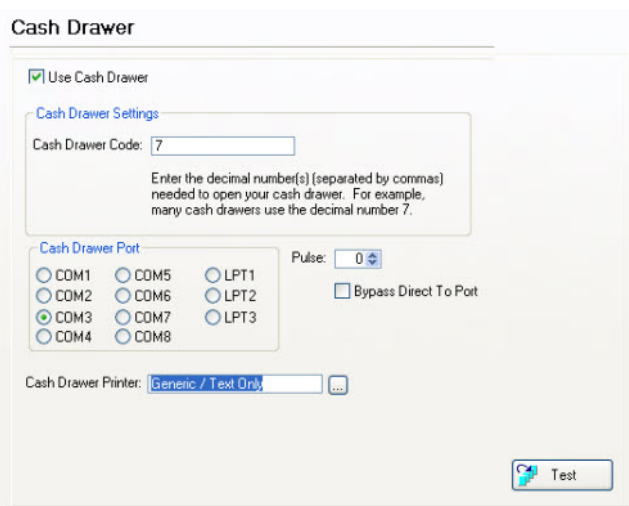 Cash Drawer
Use Cash Drawer
Cash Drawer Settings
Cash Drawer Code: 7
Enter the decimal number(s) (separated by commas)
needed to open your cash drawer. For example,
many cash drawers use the decimal number 7.
Cash Drawer Port
Pulse: 0
COM1 COM5 LPT1
Bypass Direct To Port
COM2 COM6 LPT2
COM3 COM7 LPT3
COM4 COM8
Cash Drawer Printer: Generic / Text Only ...
Test